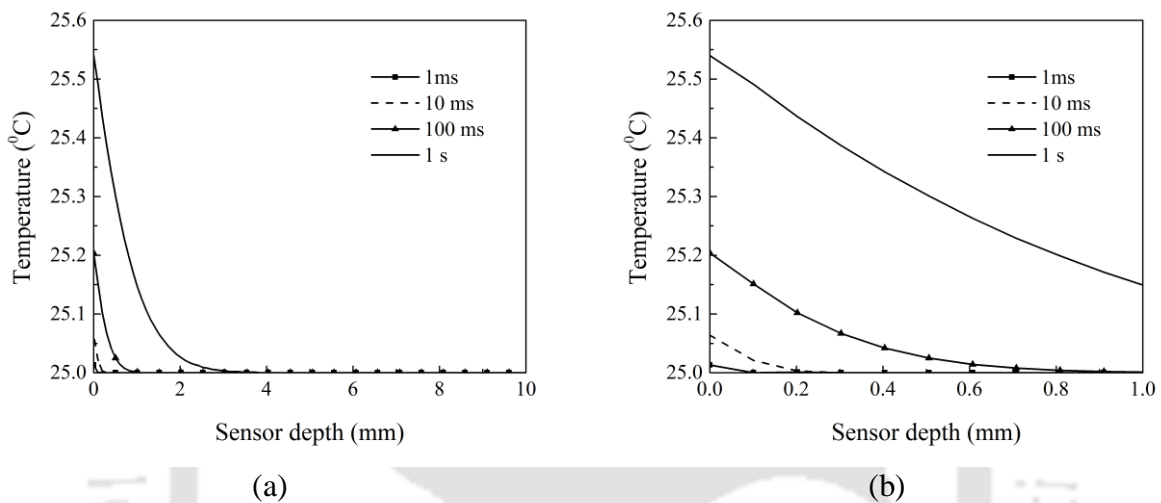 25.6
25.5
25.4
25.3
25.2
25.1
25.0
0
2
4
6
8
10
Temperature (⁰C)
Sensor depth (mm)
1ms
10 ms
100 ms
1 s
(a)
25.6
25.5
25.4
25.3
25.2
25.1
25.0
0.0
0.2
0.4
0.6
0.8
1.0
Temperature (⁰C)
Sensor depth (mm)
1ms
10 ms
100 ms
1 s
(b)